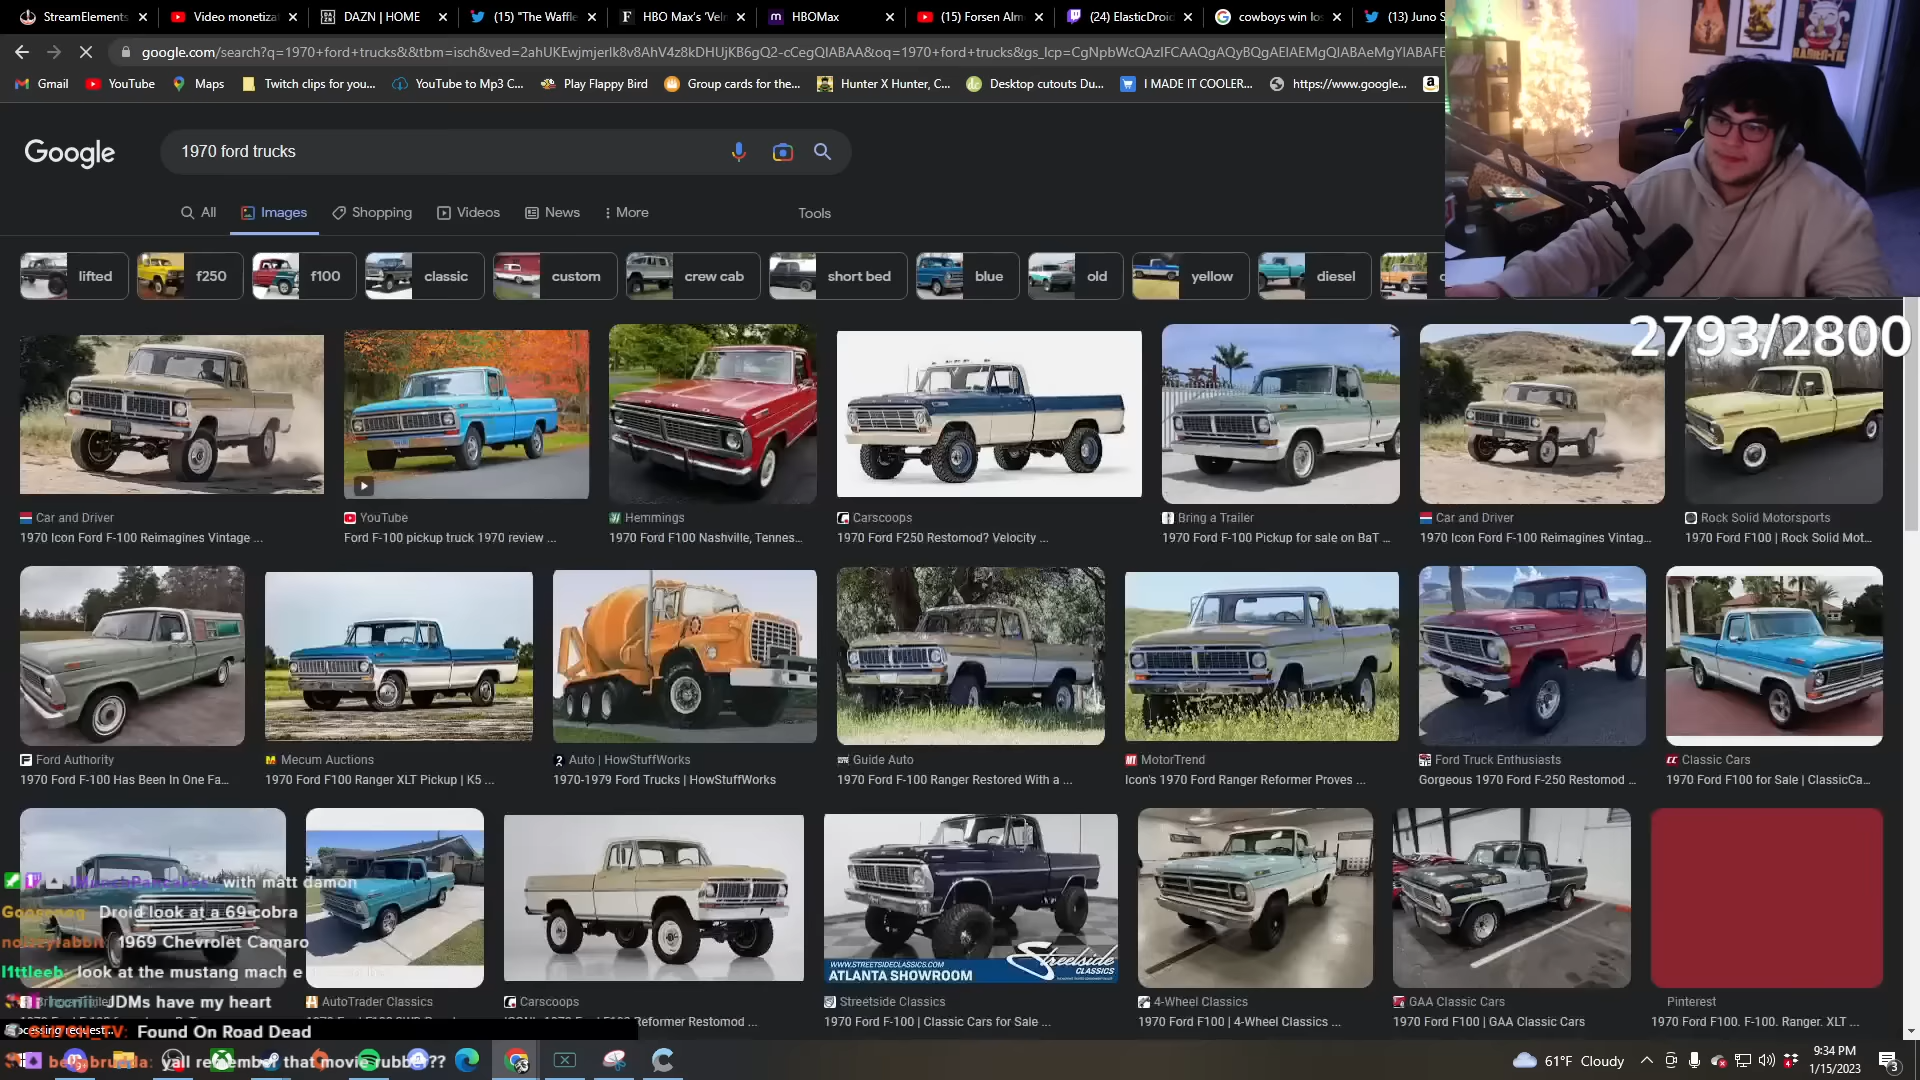 StreamElements
Video monetiza
DAZN | HOME
(15) "The Waffle
HBO Max's 'Vel
HBOMax
(15) Forsen Alm
(24) ElasticDroid
cowboys win lo
(13) Juno S
google.com/search?q=1970+ford+trucks&&tbm=isch&ved=2ahUKEwjmjerIk8v8AhV4z8kDHUjKB6gQ2-cCegQIABAA&oq=1970+ford+trucks&gs_lcp=CgNpbWcQAzIFCAAQgAQyBQgAEIAEMgQIABAeMgYIABAFE
Gmail
YouTube
Maps
Twitch clips for you...
YouTube to Mp3 C...
Play Flappy Bird
Group cards for the...
Hunter X Hunter, C...
Desktop cutouts Du...
I MADE IT COOLER...
https://www.google...
Google
1970 ford trucks
All
Images
Shopping
Videos
News
More
Tools
lifted
f250
f100
classic
custom
crew cab
short bed
blue
old
yellow
diesel
2793/2800
Car and Driver
YouTube
Hemmings
Carscoops
Bring a Trailer
Car and Driver
Rock Solid Motorsports
1970 Icon Ford F-100 Reimagines Vintage ...
Ford F-100 pickup truck 1970 review ...
1970 Ford F100 Nashville, Tennes...
1970 Ford F250 Restomod? Velocity ...
1970 Ford F-100 Pickup for sale on BaT ...
1970 Icon Ford F-100 Reimagines Vintag...
1970 Ford F100 | Rock Solid Mot...
Ford Authority
Mecum Auctions
Auto | HowStuffWorks
Guide Auto
MotorTrend
Ford Truck Enthusiasts
Classic Cars
1970 Ford F-100 Has Been In One Fa...
1970 Ford F100 Ranger XLT Pickup | K5 ...
1970-1979 Ford Trucks | HowStuffWorks
1970 Ford F-100 Ranger Restored With a ...
Icon's 1970 Ford Ranger Reformer Proves ...
Gorgeous 1970 Ford F-250 Restomod ...
1970 Ford F100 for Sale | ClassicCa...
with matt damon
Droid look at a 69 cobra
1969 Chevrolet Camaro
l1ttleeb: look at the mustang mach e
JDMs have my heart
Found On Road Dead
yall remember that movie rubber??
WWW.STREETSIDECLASSICS.COM
ATLANTA SHOWROOM
Streetside
CLASSICS
AutoTrader Classics
Carscoops
Streetside Classics
4-Wheel Classics
GAA Classic Cars
Pinterest
Reformer Restomod ...
1970 Ford F-100 | Classic Cars for Sale ...
1970 Ford F100 | 4-Wheel Classics ...
1970 Ford F100 | GAA Classic Cars
1970 Ford F100. F-100. Ranger. XLT ...
61°F Cloudy
9:34 PM
1/15/2023
3